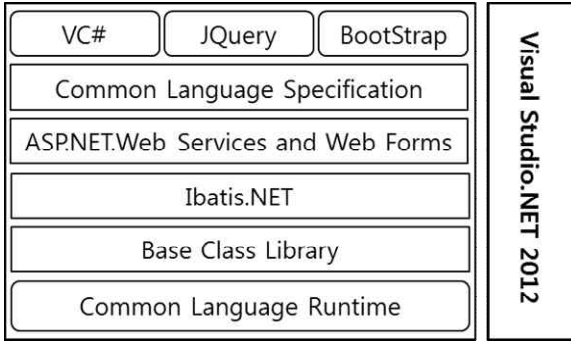 VC# JQuery BootStrap
Common Language Specification
ASP.NET.Web Services and Web Forms
Ibatis.NET
Base Class Library
Common Language Runtime
Visual Studio.NET 2012